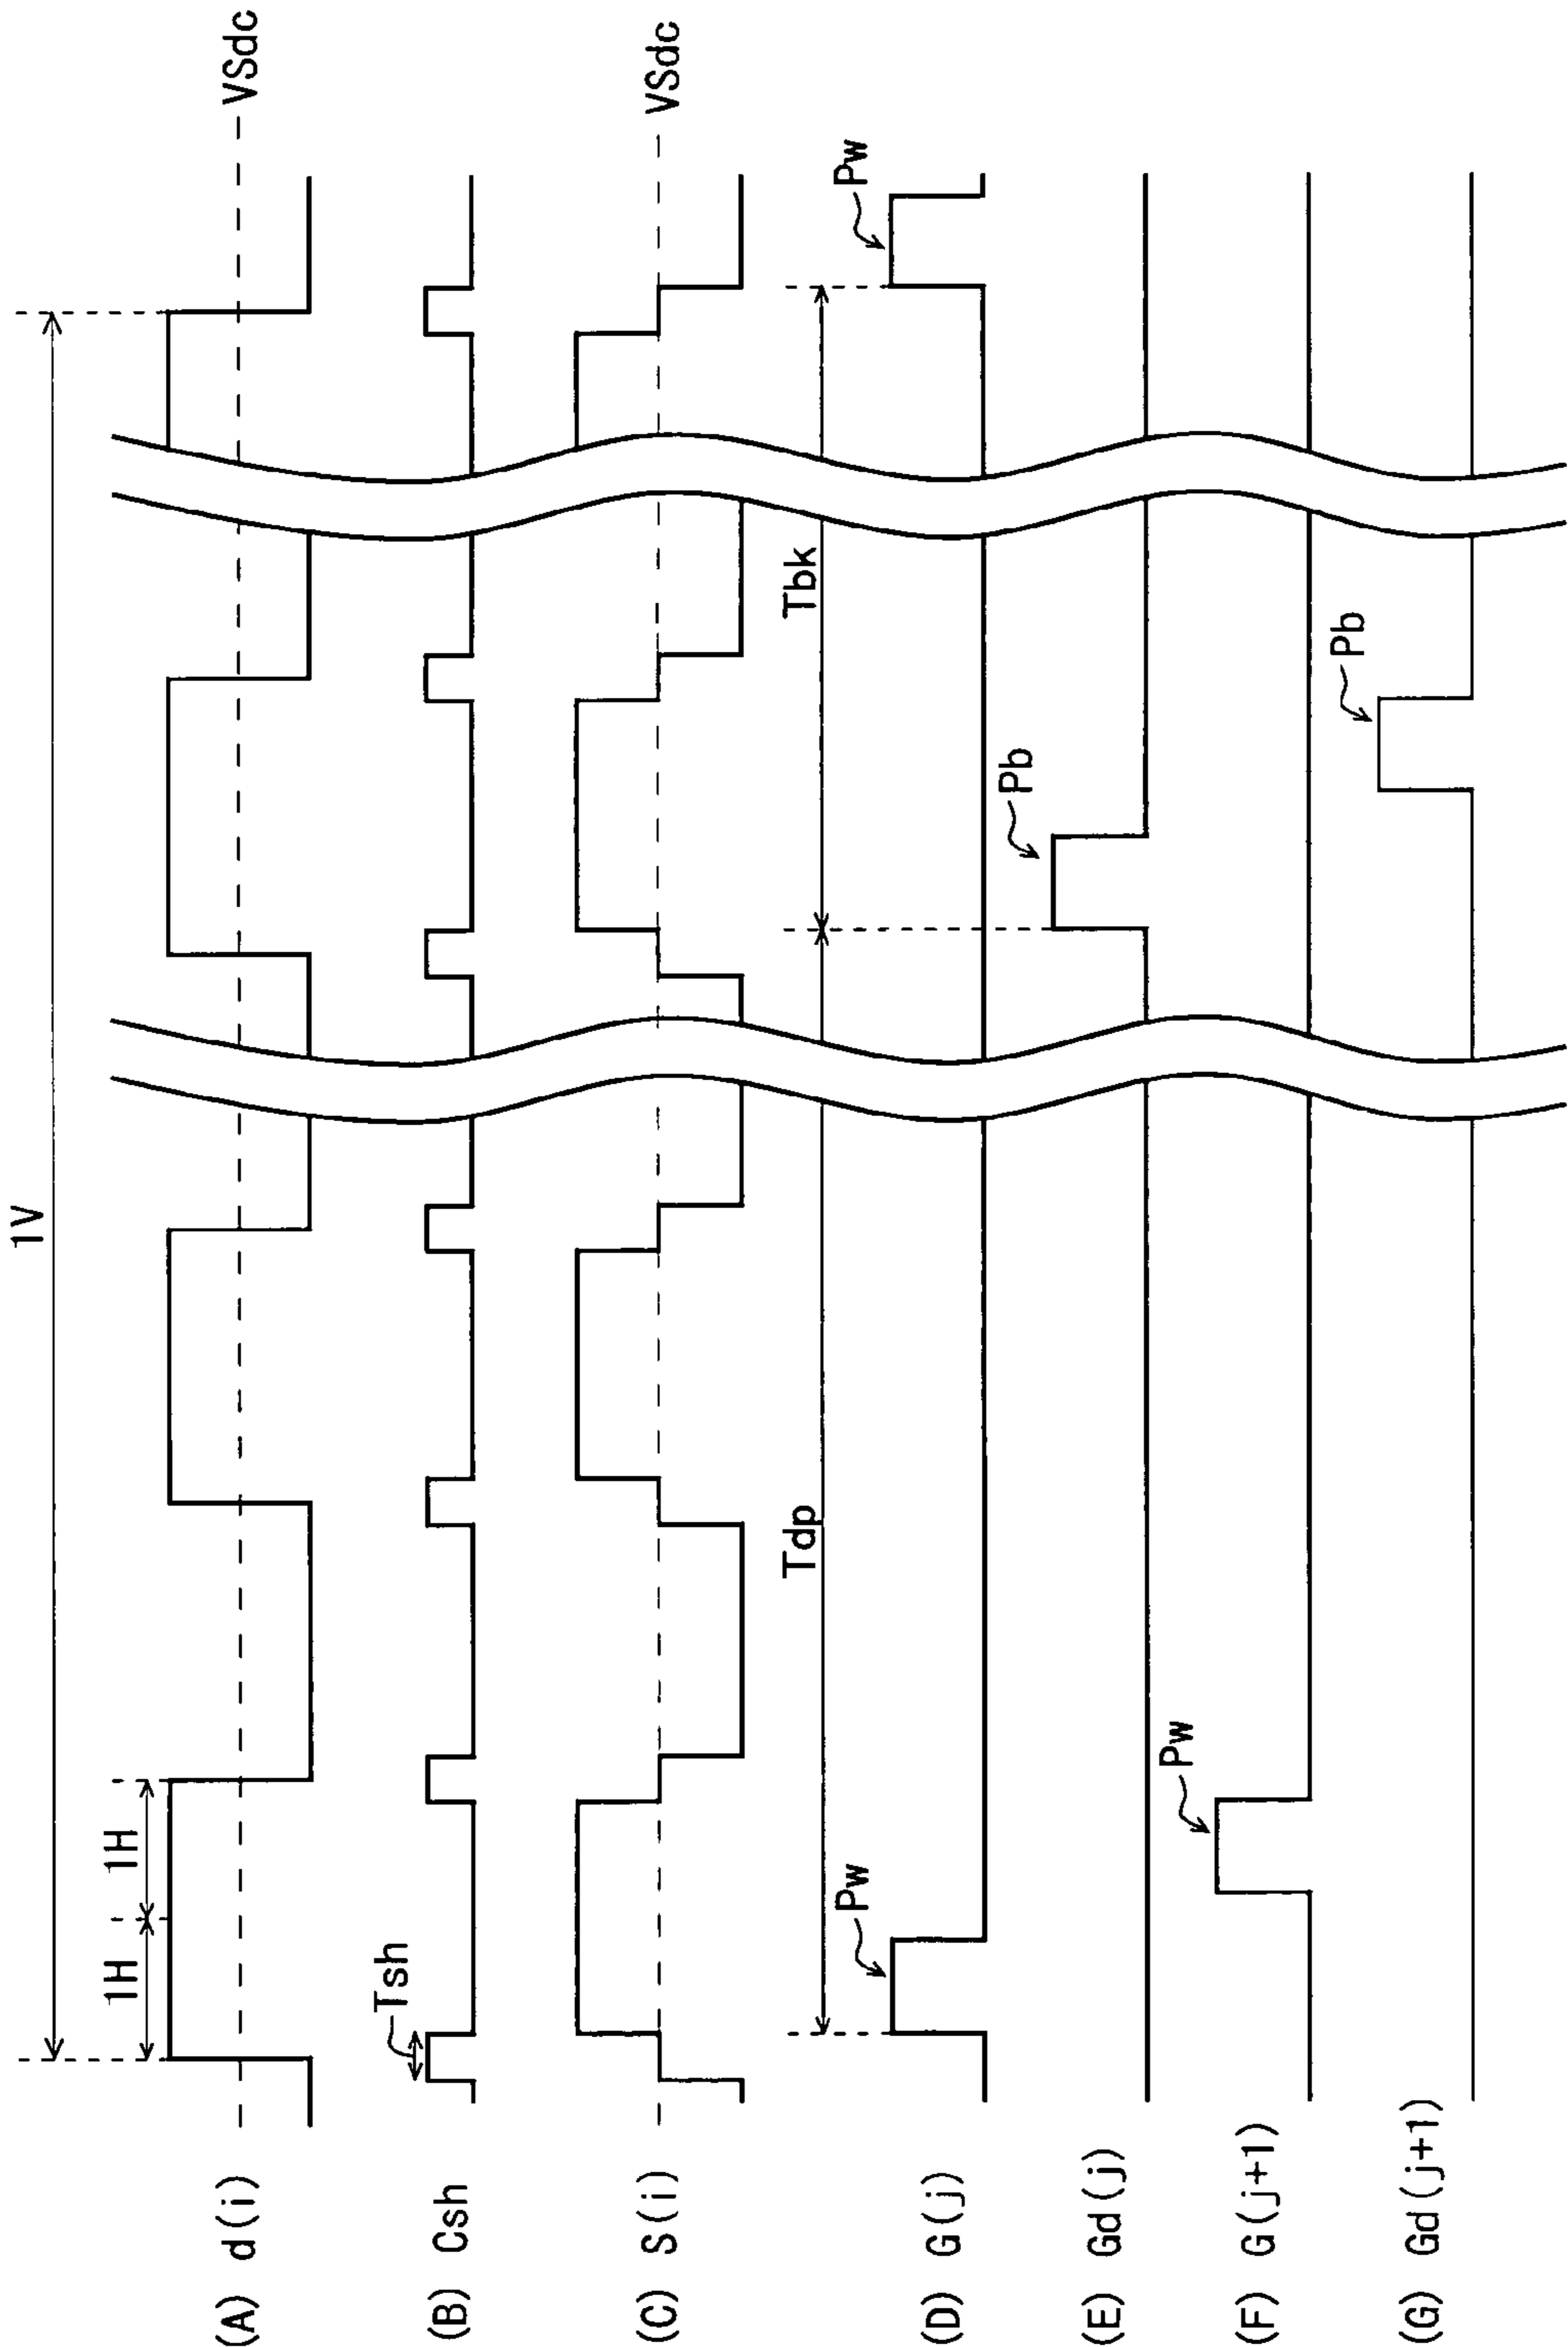 1V
1H 1H
(A) d(i) VSdc
Tsh
(B) Csh
(C) S(i) VSdc
Tdp Tbk
Pw Pw
(D) G(j)
Pb
(E) Gd(j)
Pw
(F) G(j+1)
Pb
(G) Gd(j+1)